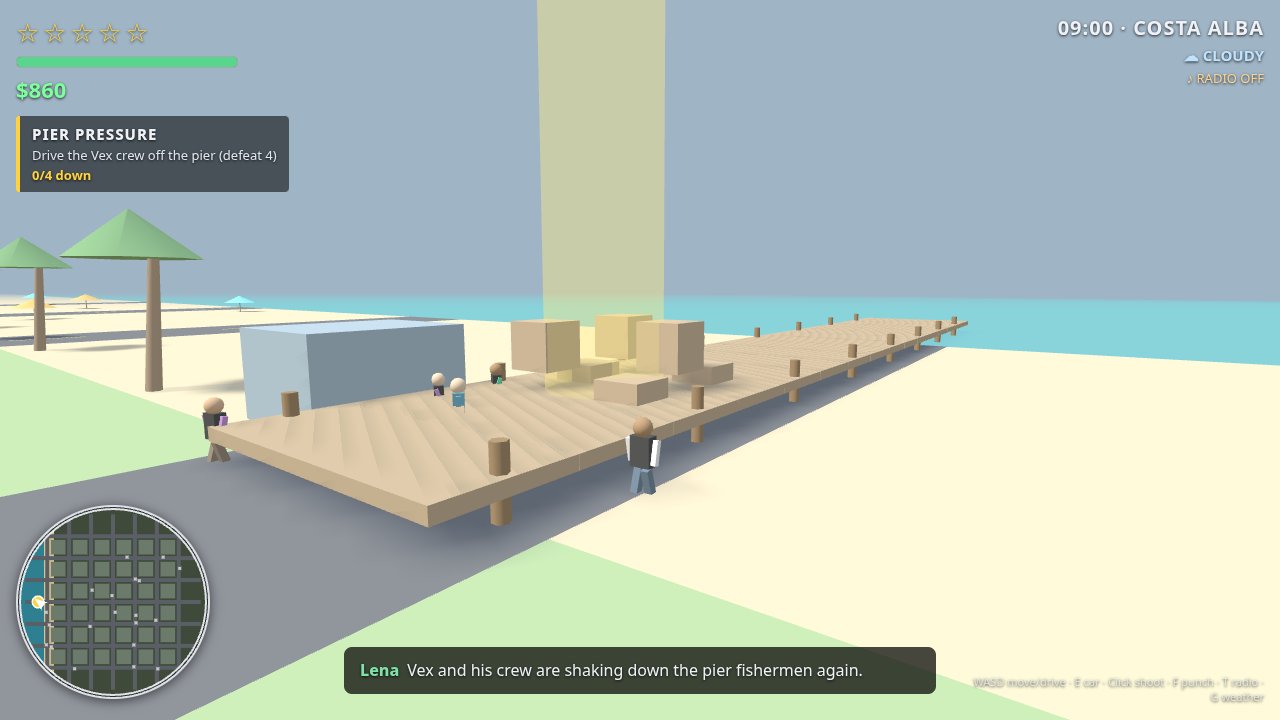 ☆ ☆ ☆ ☆ ☆
$860
PIER PRESSURE
Drive the Vex crew off the pier (defeat 4)
0/4 down
09:00 · COSTA ALBA
☁ CLOUDY
♪ RADIO OFF
Lena Vex and his crew are shaking down the pier fishermen again.
WASD move/drive · E car · Click shoot · F punch · T radio ·
G weather